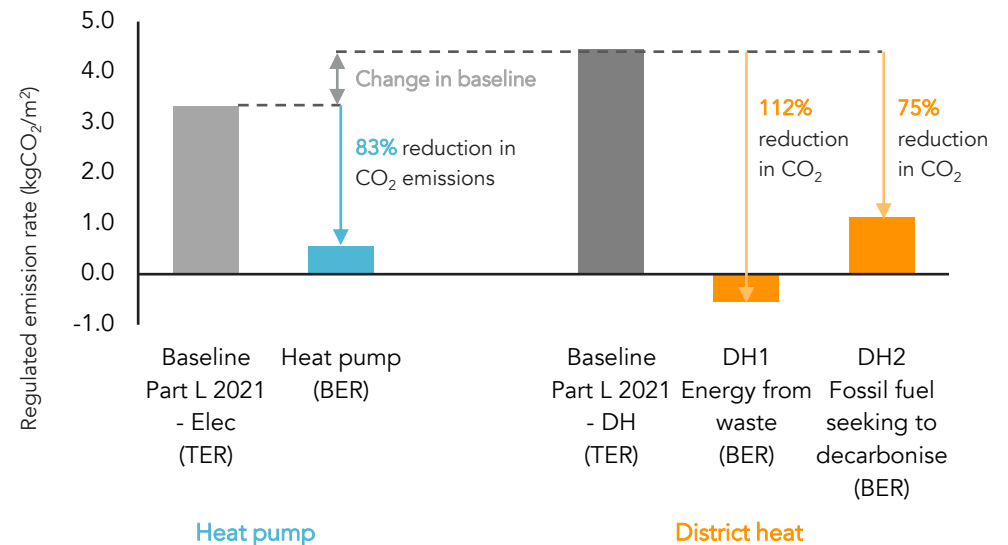 Regulated emission rate (kgCO₂/m²)
5.0
4.0
3.0
2.0
1.0
0.0
-1.0
Change in baseline
83% reduction in
CO₂ emissions
112%
reduction
in CO₂
75%
reduction
in CO₂
Baseline
Part L 2021
- Elec
(TER)
Heat pump
(BER)
Baseline
Part L 2021
- DH
(TER)
DH1
Energy from
waste
(BER)
DH2
Fossil fuel
seeking to
decarbonise
(BER)
Heat pump
District heat